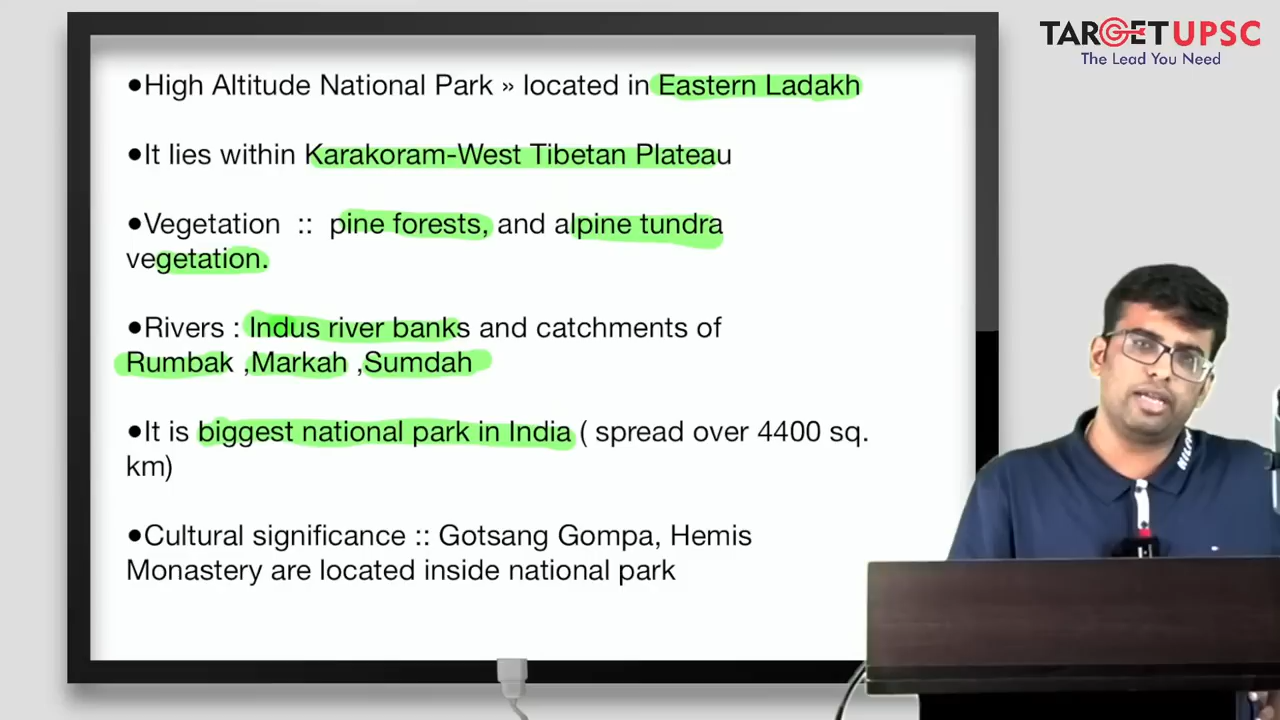 TARGET UPSC
The Lead You Need
●High Altitude National Park » located in Eastern Ladakh
●It lies within Karakoram-West Tibetan Plateau
●Vegetation :: pine forests, and alpine tundra
vegetation.
●Rivers : Indus river banks and catchments of
Rumbak ,Markah ,Sumdah
●It is biggest national park in India ( spread over 4400 sq.
km)
●Cultural significance :: Gotsang Gompa, Hemis
Monastery are located inside national park